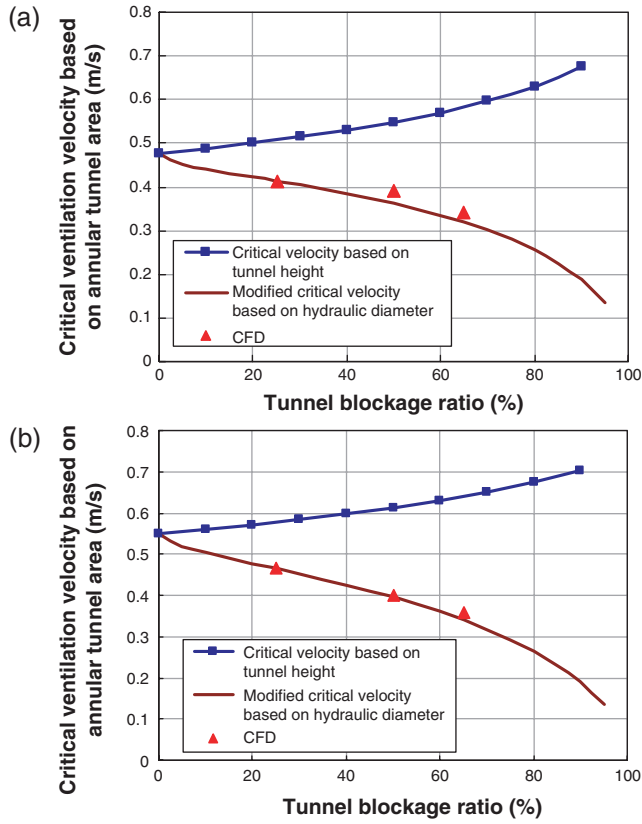 (a)
Critical ventilation velocity based
on annular tunnel area (m/s)
0.8
0.7
0.6
0.5
0.4
0.3
0.2
0.1
0
Critical velocity based on
tunnel height
Modified critical velocity
based on hydraulic diameter
CFD
0 20 40 60 80 100
Tunnel blockage ratio (%)
(b)
Critical ventilation velocity based on
annular tunnel area (m/s)
0.8
0.7
0.6
0.5
0.4
0.3
0.2
0.1
0
Critical velocity based on
tunnel height
Modified critical velocity
based on hydraulic diameter
CFD
0 20 40 60 80 100
Tunnel blockage ratio (%)